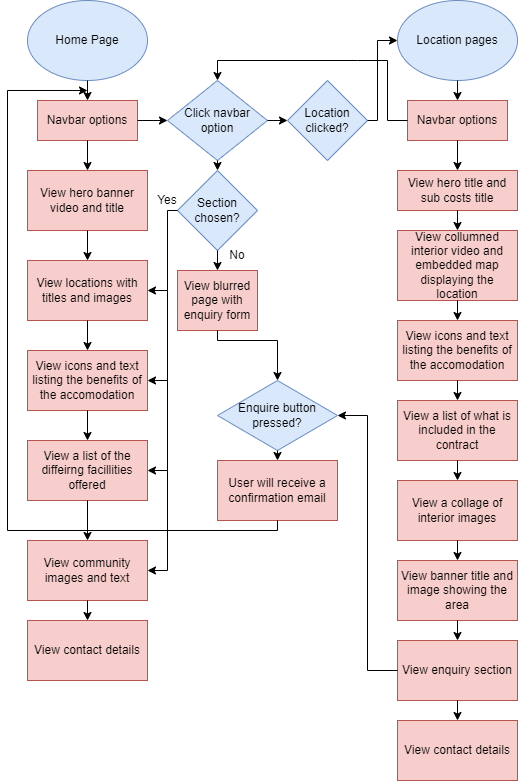 Home Page
Location pages
Navbar options
Click navbar
option
Location
clicked?
Navbar options
View hero banner
video and title
Yes
Section
chosen?
No
View hero title and
sub costs title
View locations with
titles and images
View blurred
page with
enquiry form
View collumned
interior video and
embedded map
displaying the
location
View icons and text
listing the benefits of
the accomodation
Enquire button
pressed?
View icons and text
listing the benefits of
the accomodation
View a list of the
differing facillities
offered
User will receive a
confirmation email
View a list of what is
included in the
contract
View a collage of
interior images
View community
images and text
View banner title and
image showing the
area
View contact details
View enquiry section
View contact details